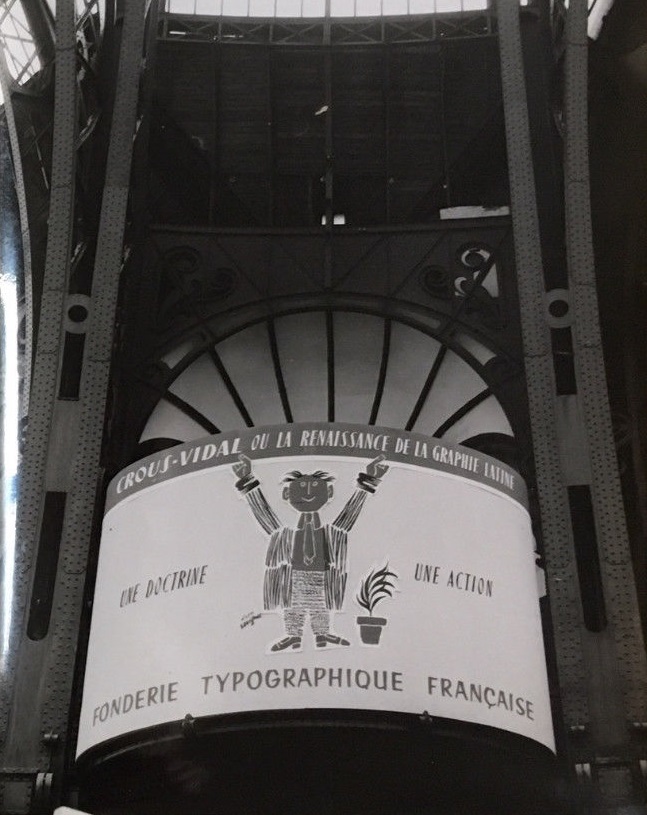 CROUS-VIDAL OU LA RENAISSANCE DE LA GRAPHIE LATINE
UNE DOCTRINE
UNE ACTION
FONDERIE TYPOGRAPHIQUE FRANÇAISE